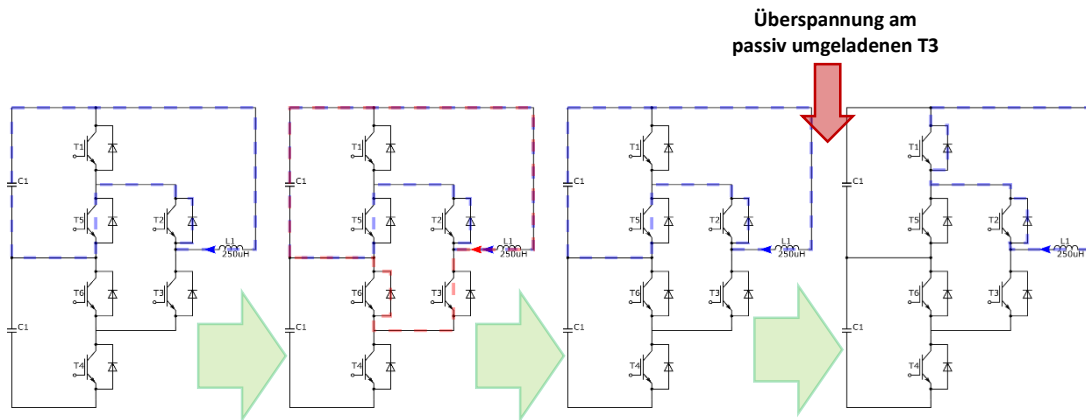 Überspannung am
passiv umgeladenen T3
T1
C1
T5
T2
L1
250uH
T6
T3
C1
T4
T1
C1
T5
T2
L1
250uH
T6
T3
C1
T4
T1
C1
T5
T2
L1
250uH
T6
T3
C1
T4
T1
C1
T5
T2
L1
250uH
T6
T3
C1
T4